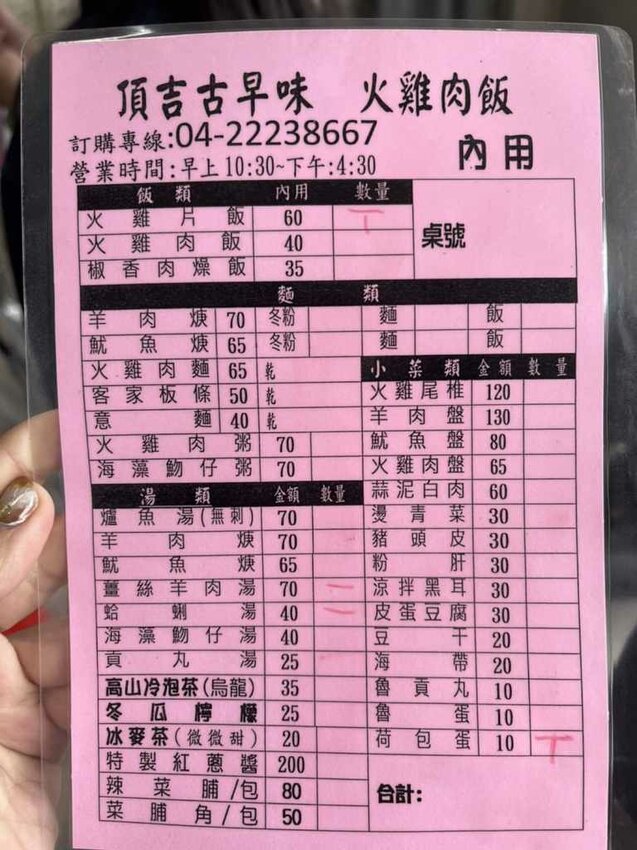 頂吉古早味 火雞肉飯
訂購專線:04-22238667
營業時間:早上10:30~下午:4:30
內用
飯類 內用 數量
火雞片飯 60
火雞肉飯 40
椒香肉燥飯 35
桌號
麵類
羊肉焿 70 冬粉 麵 飯
魷魚焿 65 冬粉 麵 飯
火雞肉麵 65 乾
客家板條 50 乾
意麵 40 乾
火雞肉粥 70
海藻魩仔粥 70
湯類 金額 數量
爐魚湯(無刺) 70
羊肉焿 70
魷魚焿 65
薑絲羊肉湯 70
蛤蜊湯 40
海藻魩仔湯 40
貢丸湯 25
高山冷泡茶(烏龍) 35
冬瓜檸檬 25
冰麥茶(微微甜) 20
特製紅蔥醬 200
辣菜脯/包 80
菜脯角/包 50
小菜類 金額 數量
火雞尾椎 120
羊肉盤 130
魷魚盤 80
火雞肉盤 65
蒜泥白肉 60
燙青菜 30
豬頭皮 30
粉肝 30
涼拌黑耳 30
皮蛋豆腐 30
豆干 20
海帶 20
魯貢丸 10
魯蛋 10
荷包蛋 10
合計: